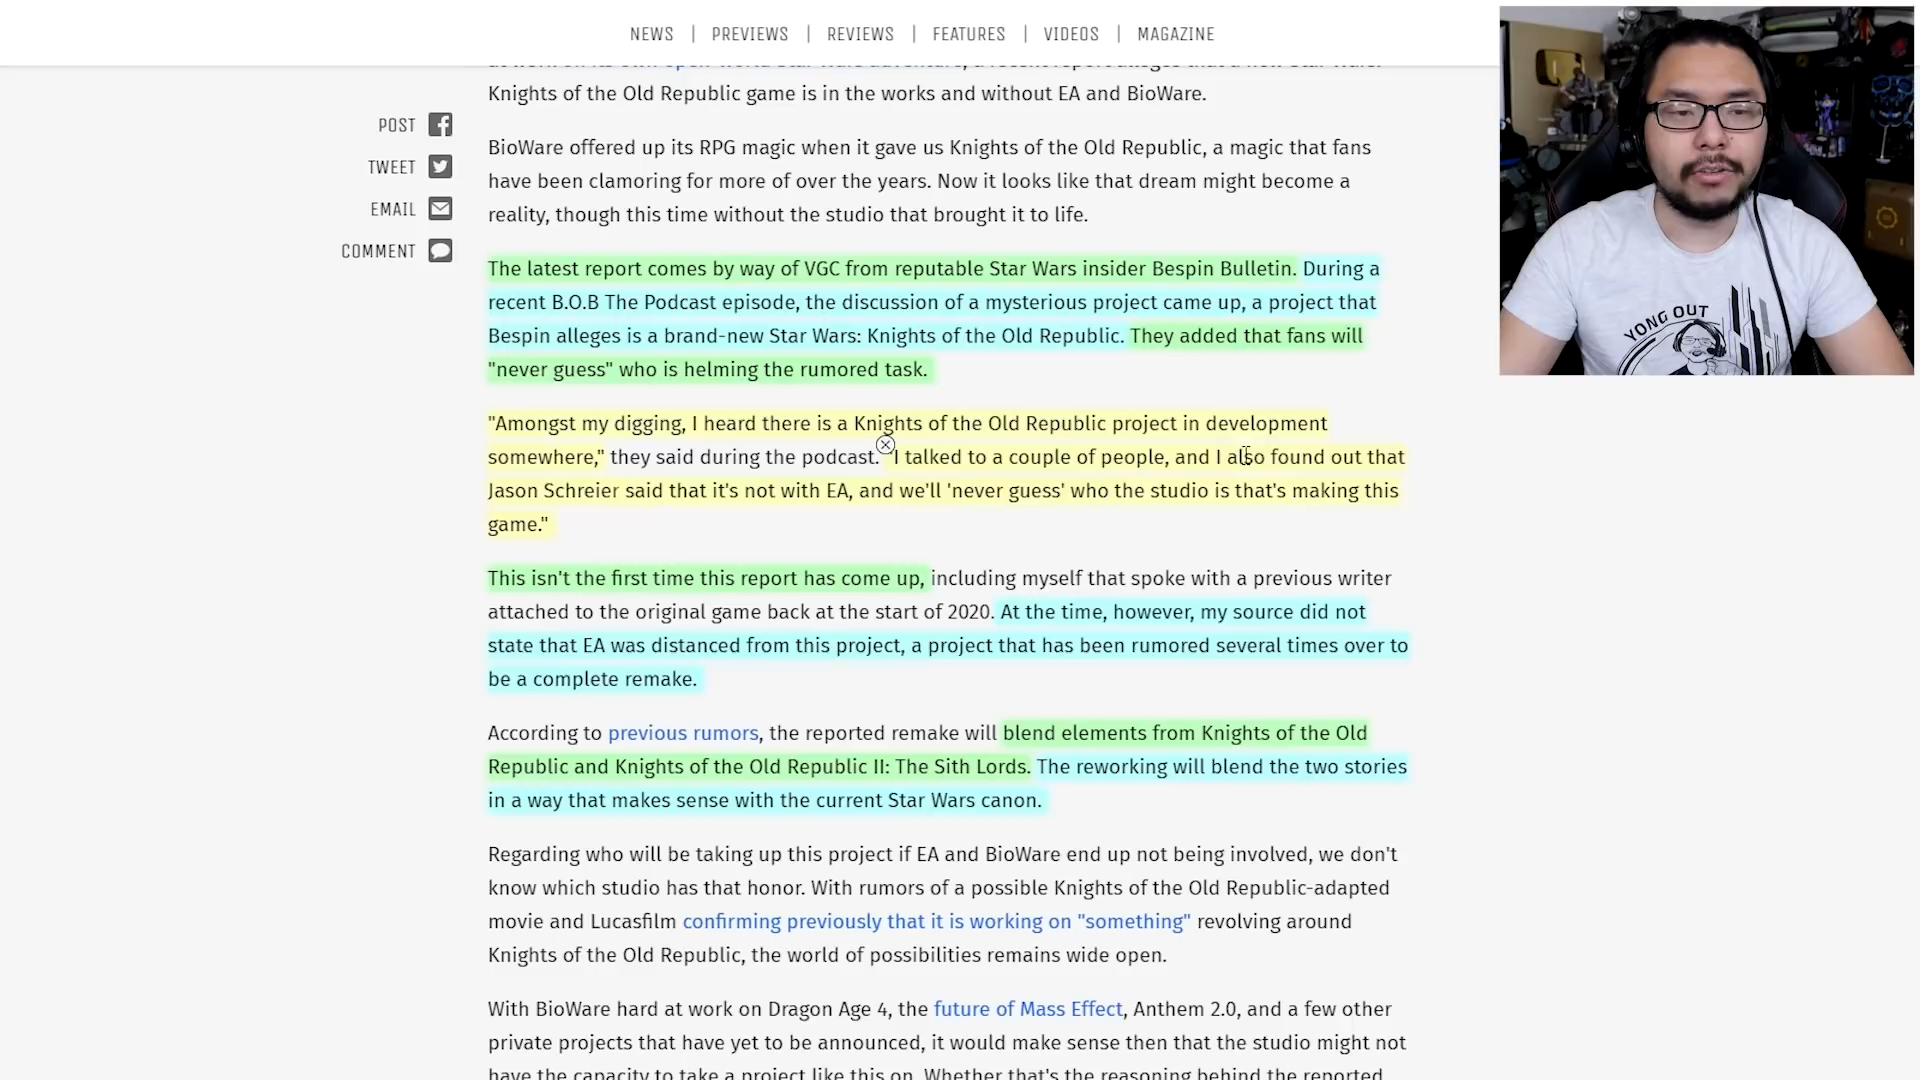 NEWS | PREVIEWS | REVIEWS | FEATURES | VIDEOS | MAGAZINE
Knights of the Old Republic game is in the works and without EA and BioWare.
POST
TWEET
EMAIL
COMMENT
BioWare offered up its RPG magic when it gave us Knights of the Old Republic, a magic that fans
have been clamoring for more of over the years. Now it looks like that dream might become a
reality, though this time without the studio that brought it to life.
The latest report comes by way of VGC from reputable Star Wars insider Bespin Bulletin. During a
recent B.O.B The Podcast episode, the discussion of a mysterious project came up, a project that
Bespin alleges is a brand-new Star Wars: Knights of the Old Republic. They added that fans will
"never guess" who is helming the rumored task.
"Amongst my digging, I heard there is a Knights of the Old Republic project in development
somewhere," they said during the podcast. "I talked to a couple of people, and I also found out that
Jason Schreier said that it's not with EA, and we'll 'never guess' who the studio is that's making this
game."
This isn't the first time this report has come up, including myself that spoke with a previous writer
attached to the original game back at the start of 2020. At the time, however, my source did not
state that EA was distanced from this project, a project that has been rumored several times over to
be a complete remake.
According to previous rumors, the reported remake will blend elements from Knights of the Old
Republic and Knights of the Old Republic II: The Sith Lords. The reworking will blend the two stories
in a way that makes sense with the current Star Wars canon.
Regarding who will be taking up this project if EA and BioWare end up not being involved, we don't
know which studio has that honor. With rumors of a possible Knights of the Old Republic-adapted
movie and Lucasfilm confirming previously that it is working on "something" revolving around
Knights of the Old Republic, the world of possibilities remains wide open.
With BioWare hard at work on Dragon Age 4, the future of Mass Effect, Anthem 2.0, and a few other
private projects that have yet to be announced, it would make sense then that the studio might not
have the capacity to take a project like this on. Whether that's the reasoning behind the reported
YONG OUT